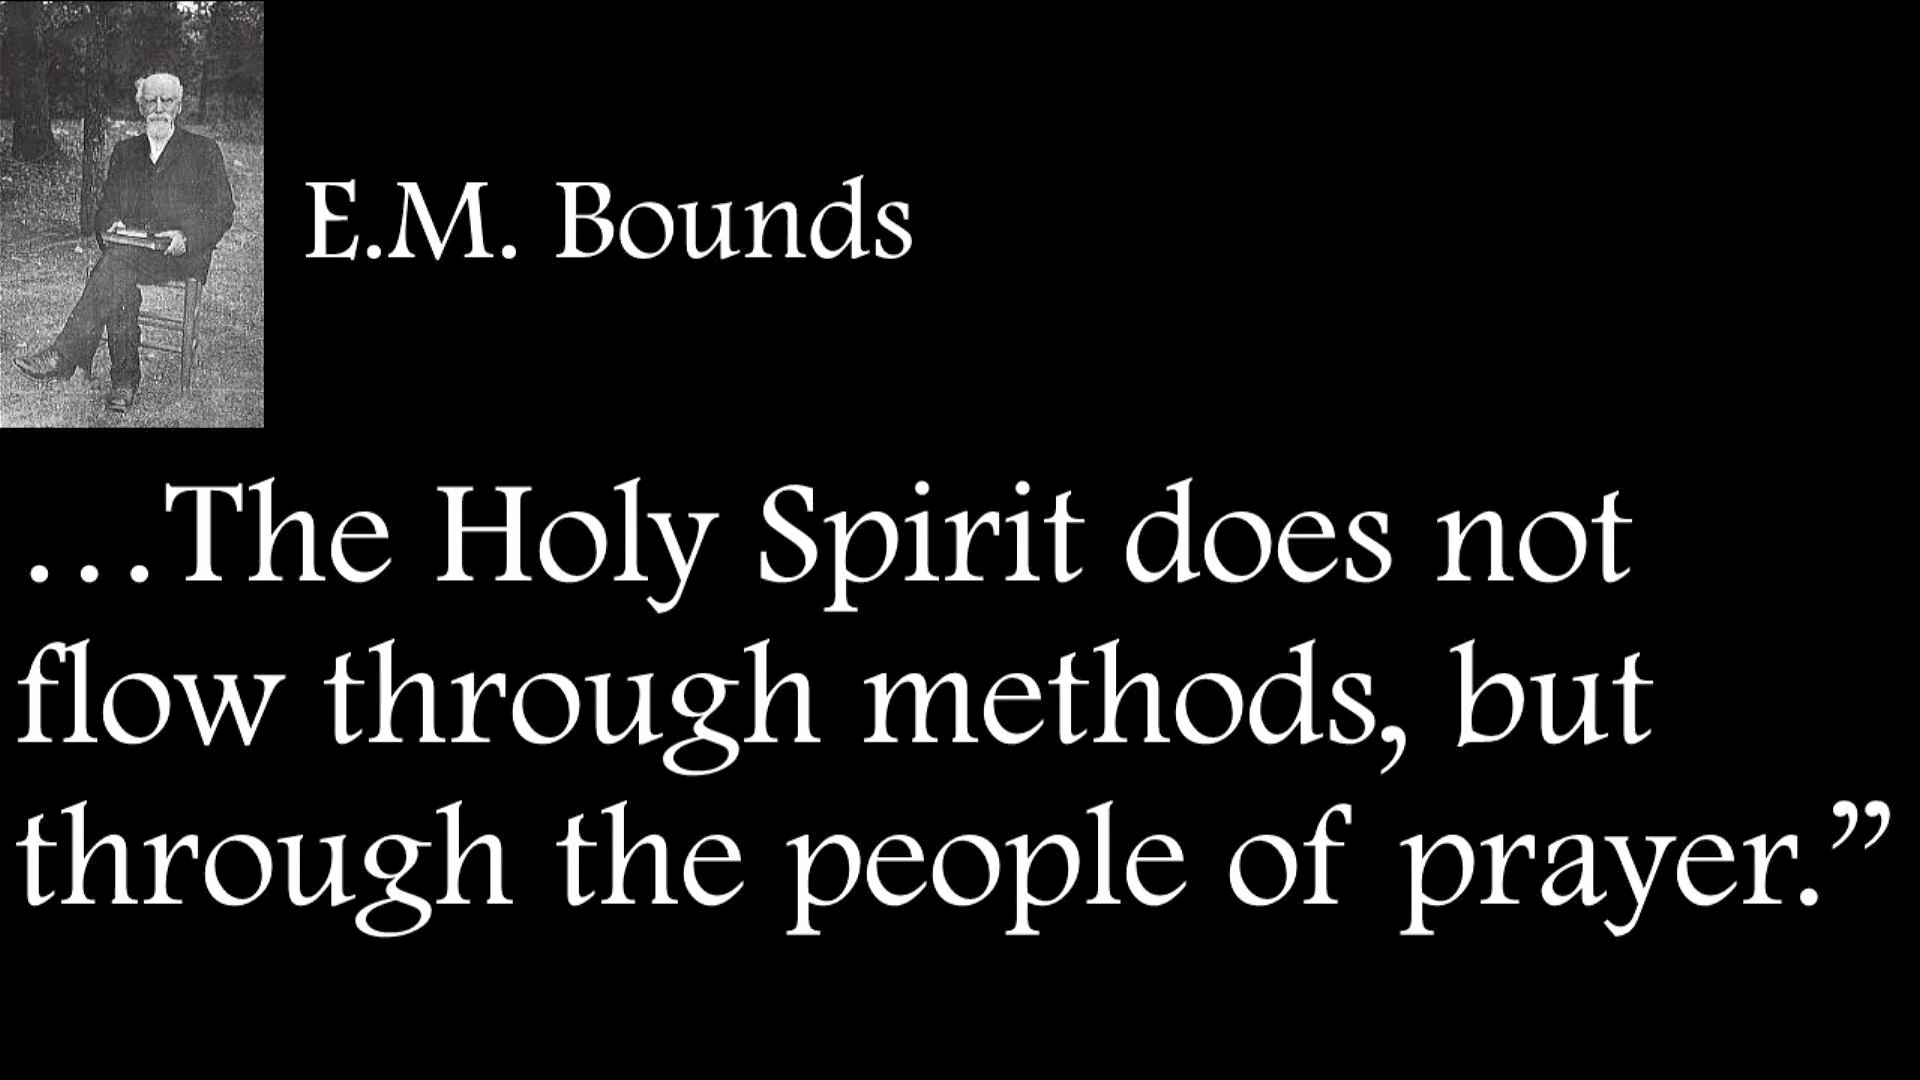 E.M. Bounds
…The Holy Spirit does not
flow through methods, but
through the people of prayer.”